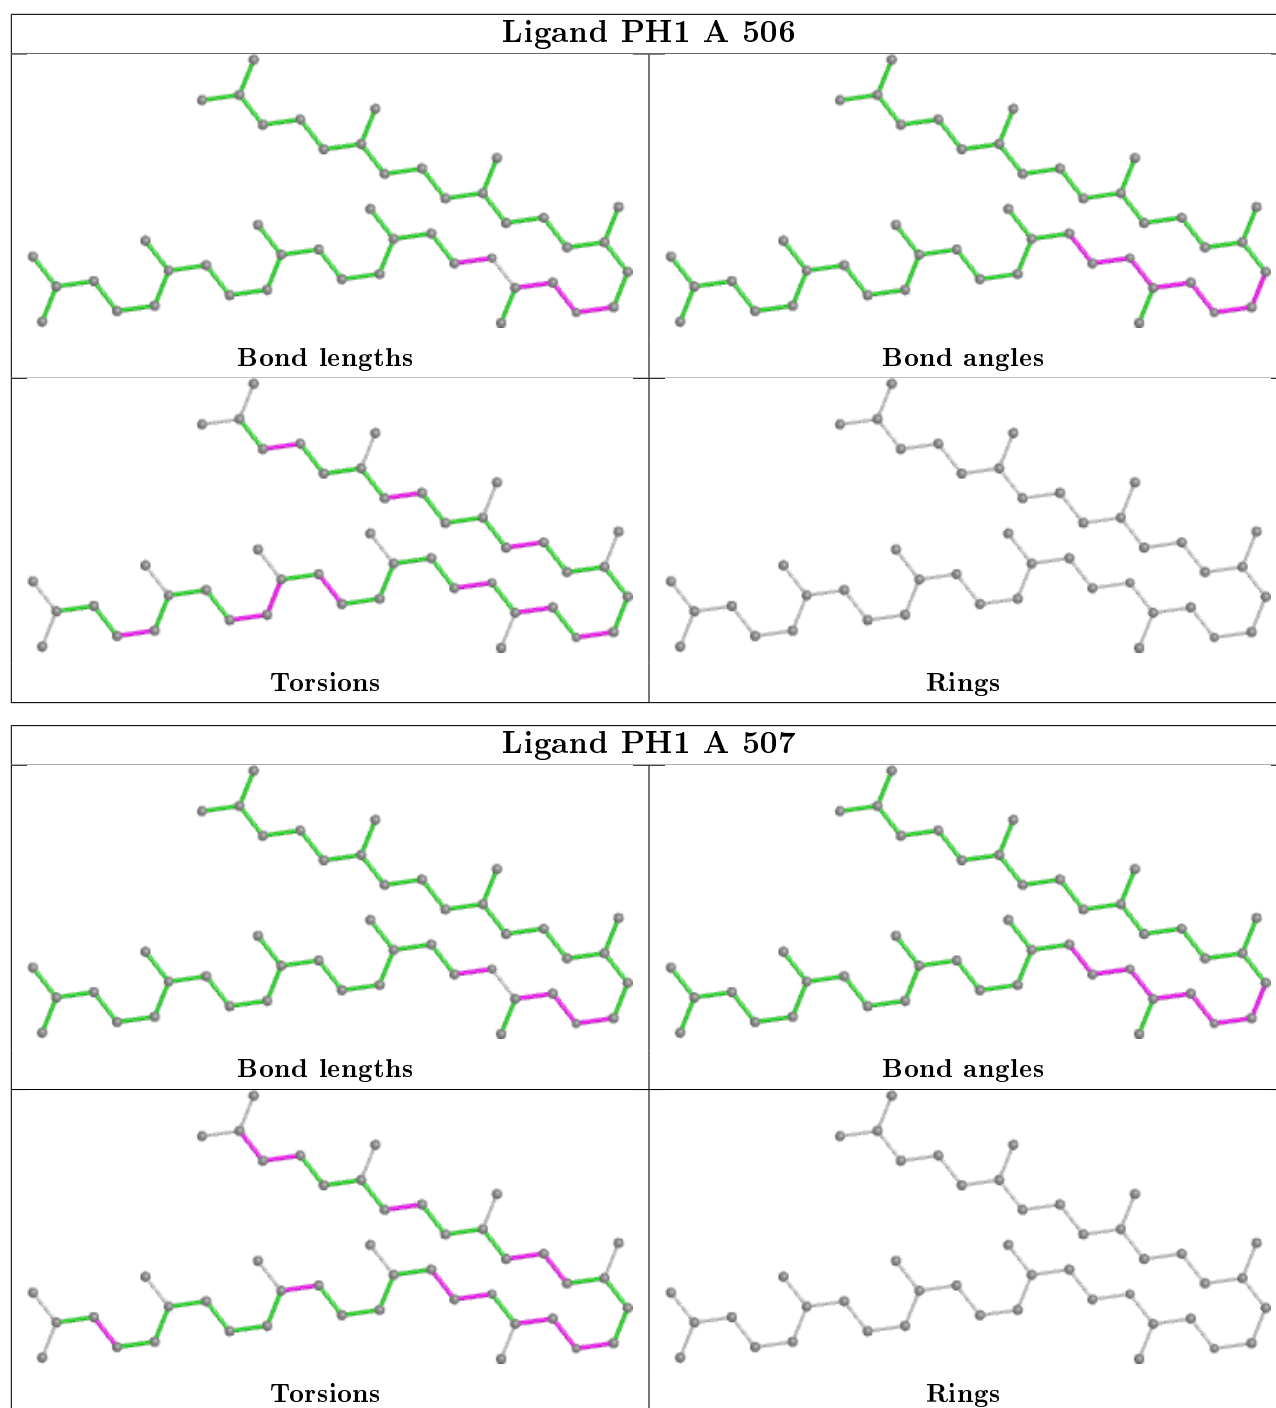 Ligand PH1 A 506
Bond lengths
Bond angles
Torsions
Rings
Ligand PH1 A 507
Bond lengths
Bond angles
Torsions
Rings